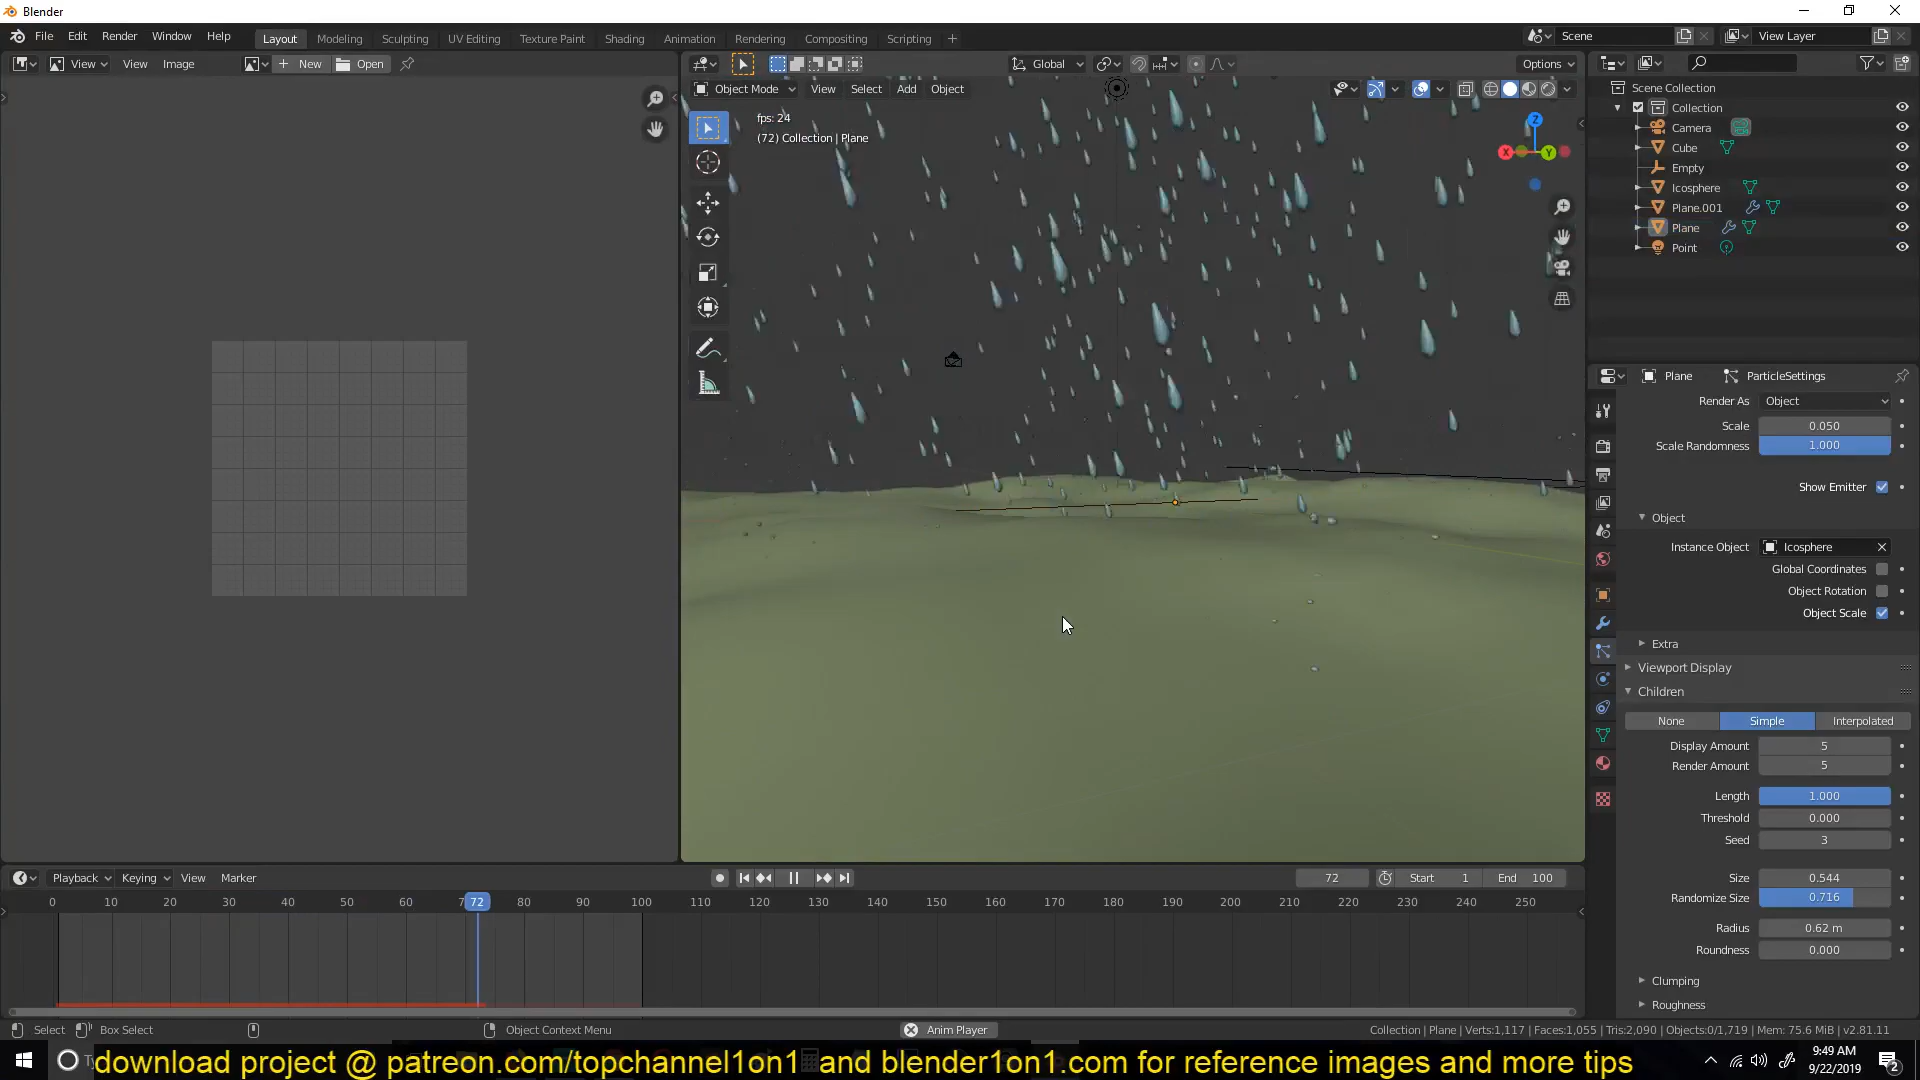 Blender
File Edit Render Window Help
Layout Modeling Sculpting UV Editing Texture Paint Shading Animation Rendering Compositing Scripting
Scene
View Layer
View View Image New Open
Global Options
Object Mode View Select Add Object
fps: 24
(72) Collection | Plane
Z
X
Y
Scene Collection
Collection
Camera
Cube
Empty
Icosphere
Plane.001
Plane
Point
Plane ParticleSettings
Render As Object
Scale 0.050
Scale Randomness 1.000
Show Emitter
Object
Instance Object Icosphere
Global Coordinates
Object Rotation
Object Scale
Extra
Viewport Display
Children
None Simple Interpolated
Display Amount 5
Render Amount 5
Length 1.000
Threshold 0.000
Seed 3
Size 0.544
Randomize Size 0.716
Radius 0.62 m
Roundness 0.000
Clumping
Roughness
Playback Keying View Marker 72 Start 1 End 100
0 10 20 30 40 50 60 72 80 90 100 110 120 130 140 150 160 170 180 190 200 210 220 230 240 250
Select Box Select Object Context Menu Anim Player Collection | Plane | Verts:1,117 | Faces:1,055 | Tris:2,090 | Objects:0/1,719 | Mem: 75.6 MiB | v2.81.11
download project @ patreon.com/topchannel1on1 and blender1on1.com for reference images and more tips
9:49 AM
9/22/2019
2